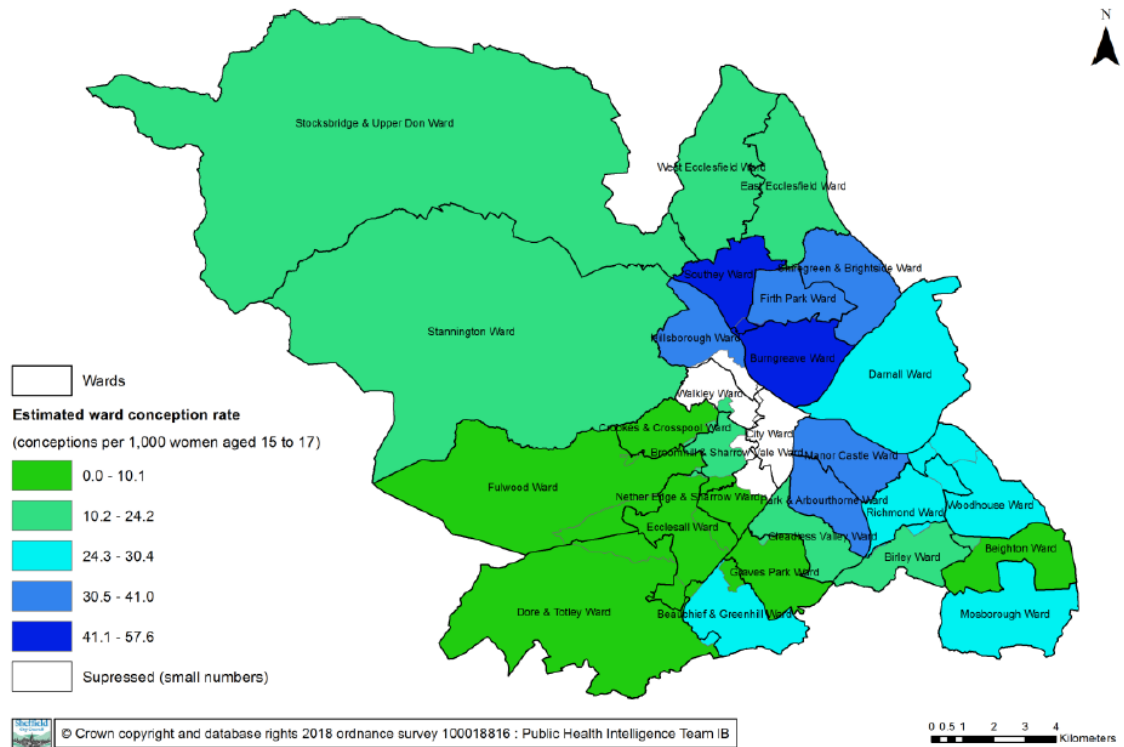 N
Stocksbridge & Upper Don Ward
West Ecclesfield Ward
East Ecclesfield Ward
Southey Ward
Shiregreen & Brightside Ward
Firth Park Ward
Stannington Ward
Hillsborough Ward
Burngreave Ward
Darnall Ward
Walkley Ward
Crookes & Crosspool Ward
City Ward
Broomhill & Sharrow Vale Ward
Manor Castle Ward
Fulwood Ward
Nether Edge & Sharrow Ward
Park & Arbourthorne Ward
Richmond Ward
Woodhouse Ward
Ecclesall Ward
Gleadless Valley Ward
Birley Ward
Beighton Ward
Graves Park Ward
Dore & Totley Ward
Beauchief & Greenhill Ward
Mosborough Ward
Wards
Estimated ward conception rate
(conceptions per 1,000 women aged 15 to 17)
0.0 - 10.1
10.2 - 24.2
24.3 - 30.4
30.5 - 41.0
41.1 - 57.6
Supressed (small numbers)
Sheffield
City Council
© Crown copyright and database rights 2018 ordnance survey 100018816 : Public Health Intelligence Team IB
0 0.5 1 2 3 4
Kilometers